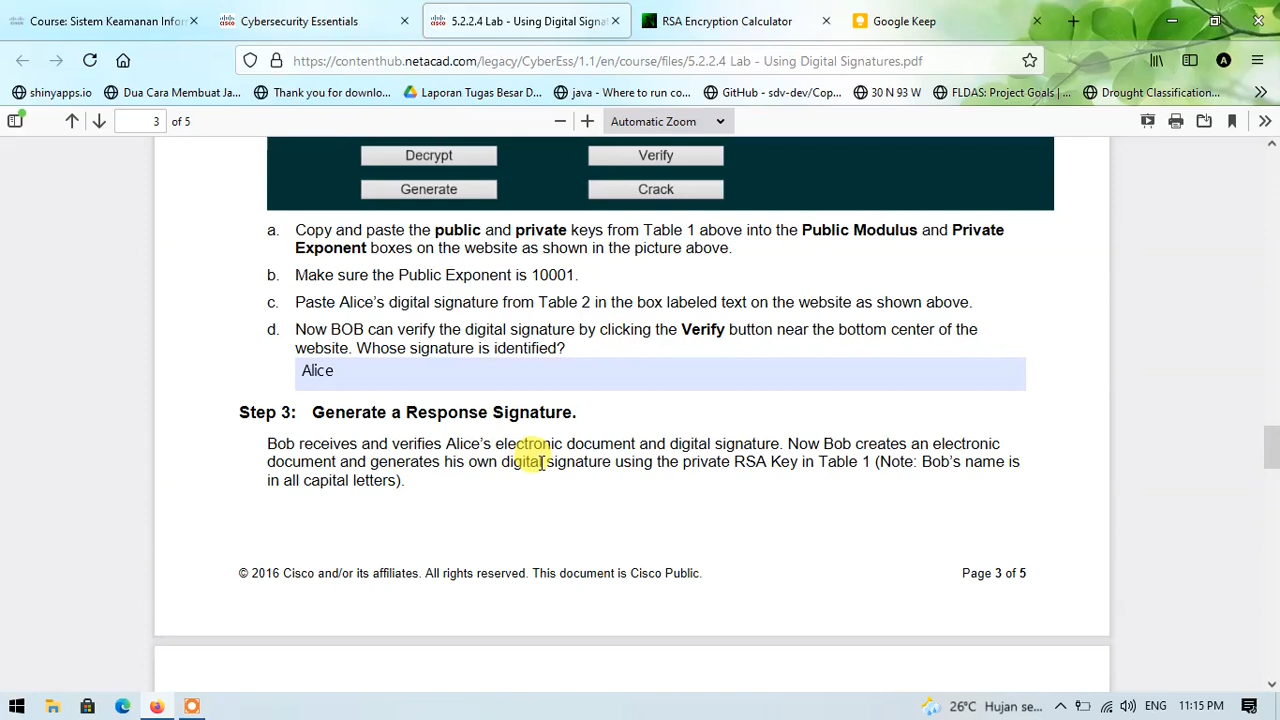 Course: Sistem Keamanan Infor
Cybersecurity Essentials
5.2.2.4 Lab - Using Digital Signat
RSA Encryption Calculator
Google Keep
https://contenthub.netacad.com/legacy/CyberEss/1.1/en/course/files/5.2.2.4 Lab - Using Digital Signatures.pdf
shinyapps.io
Dua Cara Membuat Ja...
Thank you for downlo...
Laporan Tugas Besar D...
java - Where to run co...
GitHub - sdv-dev/Cop...
30 N 93 W
FLDAS: Project Goals | ...
Drought Classification...
3 of 5
Automatic Zoom
Decrypt Verify
Generate Crack
a. Copy and paste the public and private keys from Table 1 above into the Public Modulus and Private
Exponent boxes on the website as shown in the picture above.
b. Make sure the Public Exponent is 10001.
c. Paste Alice's digital signature from Table 2 in the box labeled text on the website as shown above.
d. Now BOB can verify the digital signature by clicking the Verify button near the bottom center of the
website. Whose signature is identified?
Alice
Step 3: Generate a Response Signature.
Bob receives and verifies Alice's electronic document and digital signature. Now Bob creates an electronic
document and generates his own digital signature using the private RSA Key in Table 1 (Note: Bob's name is
in all capital letters).
© 2016 Cisco and/or its affiliates. All rights reserved. This document is Cisco Public. Page 3 of 5
26°C Hujan se... ENG 11:15 PM